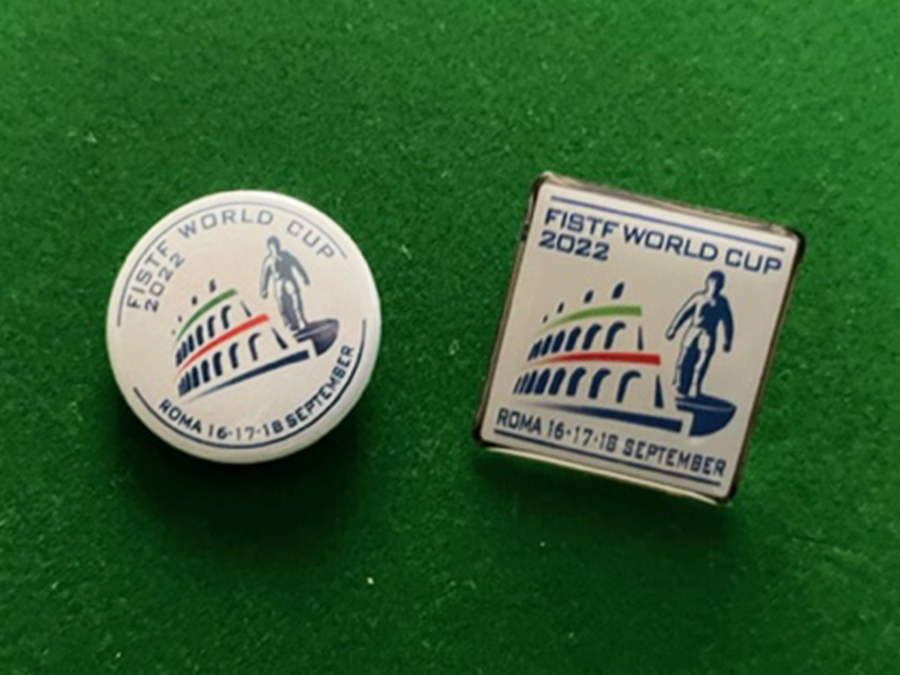 FISTF WORLD CUP
2022
ROMA 16-17-18 SEPTEMBER
FISTF WORLD CUP
2022
ROMA 16-17-18 SEPTEMBER